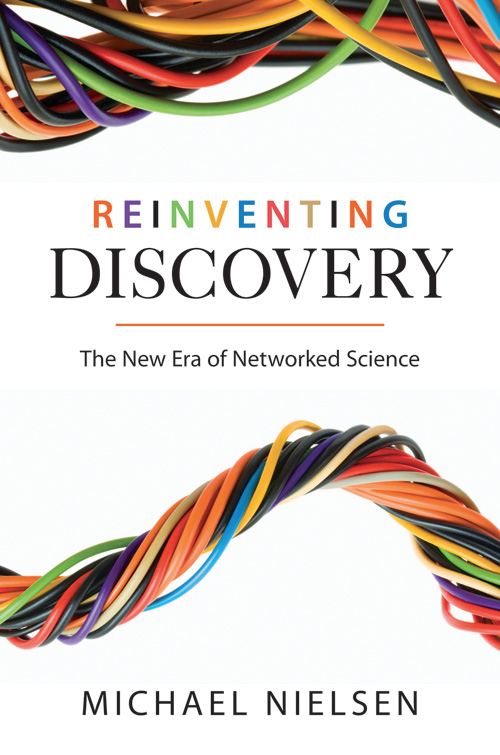 REINVENTING
DISCOVERY
The New Era of Networked Science
MICHAEL NIELSEN